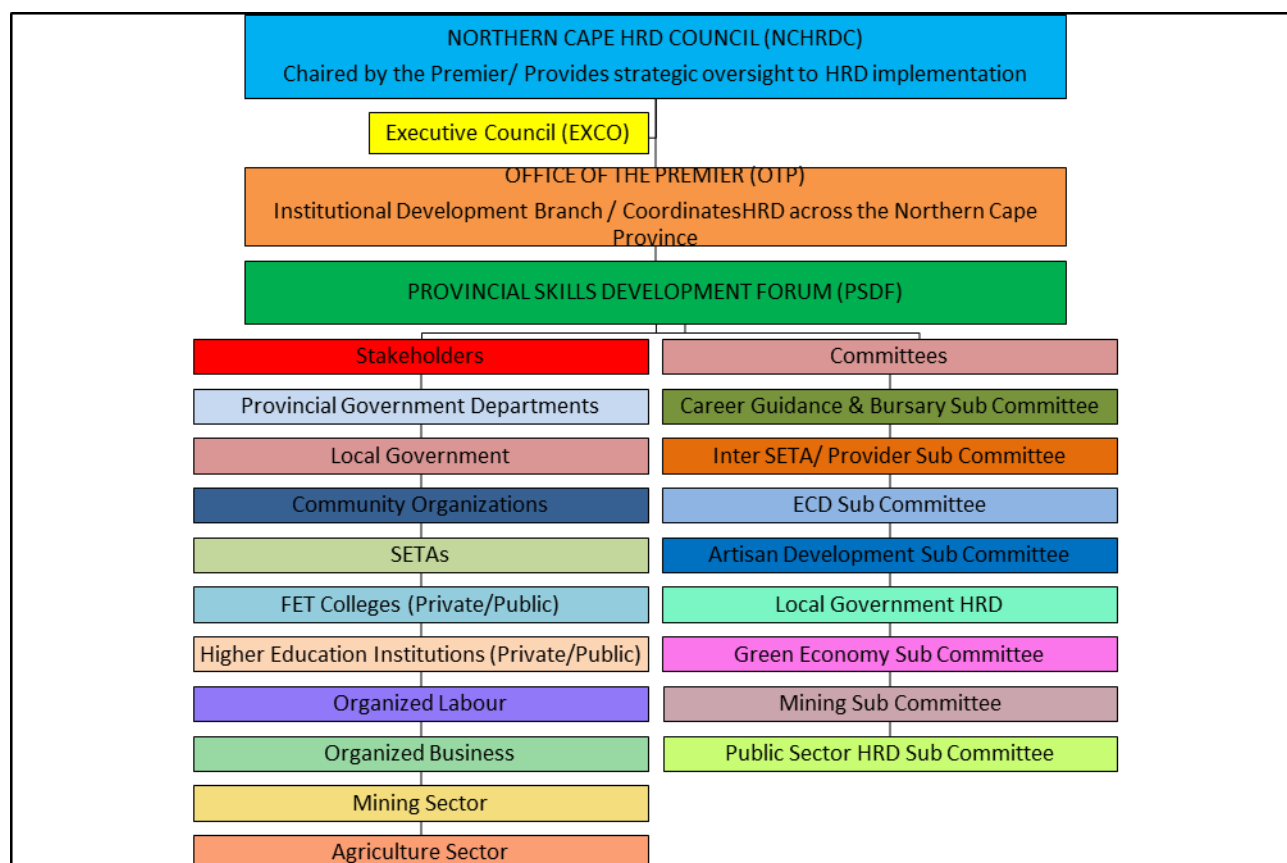 NORTHERN CAPE HRD COUNCIL (NCHRDC)
Chaired by the Premier/ Provides strategic oversight to HRD implementation
Executive Council (EXCO)
OFFICE OF THE PREMIER (OTP)
Institutional Development Branch / CoordinatesHRD across the Northern Cape
Province
PROVINCIAL SKILLS DEVELOPMENT FORUM (PSDF)
Stakeholders
Provincial Government Departments
Local Government
Community Organizations
SETAs
FET Colleges (Private/Public)
Higher Education Institutions (Private/Public)
Organized Labour
Organized Business
Mining Sector
Agriculture Sector
Committees
Career Guidance & Bursary Sub Committee
Inter SETA/ Provider Sub Committee
ECD Sub Committee
Artisan Development Sub Committee
Local Government HRD
Green Economy Sub Committee
Mining Sub Committee
Public Sector HRD Sub Committee